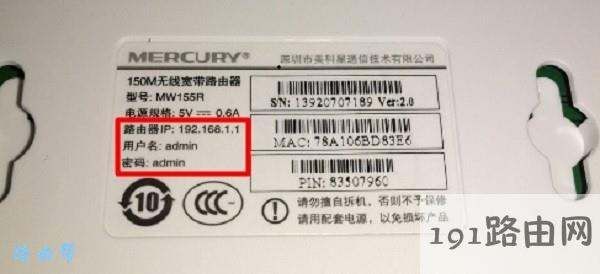 MERCURY
深圳市美科星通信技术有限公司
150M无线宽带路由器
型号: MW155R
电源规格: 5V⎓0.6A
路由器IP: 192.168.1.1
用户名: admin
密码: admin
SN: 13920707189 Ver:2.0
MAC: 78A106BD83E6
PIN: 83507960
10
CCC
请勿擅自拆机，否则不予保修
请用配套电源，以免损坏产品
路由器
191路由网